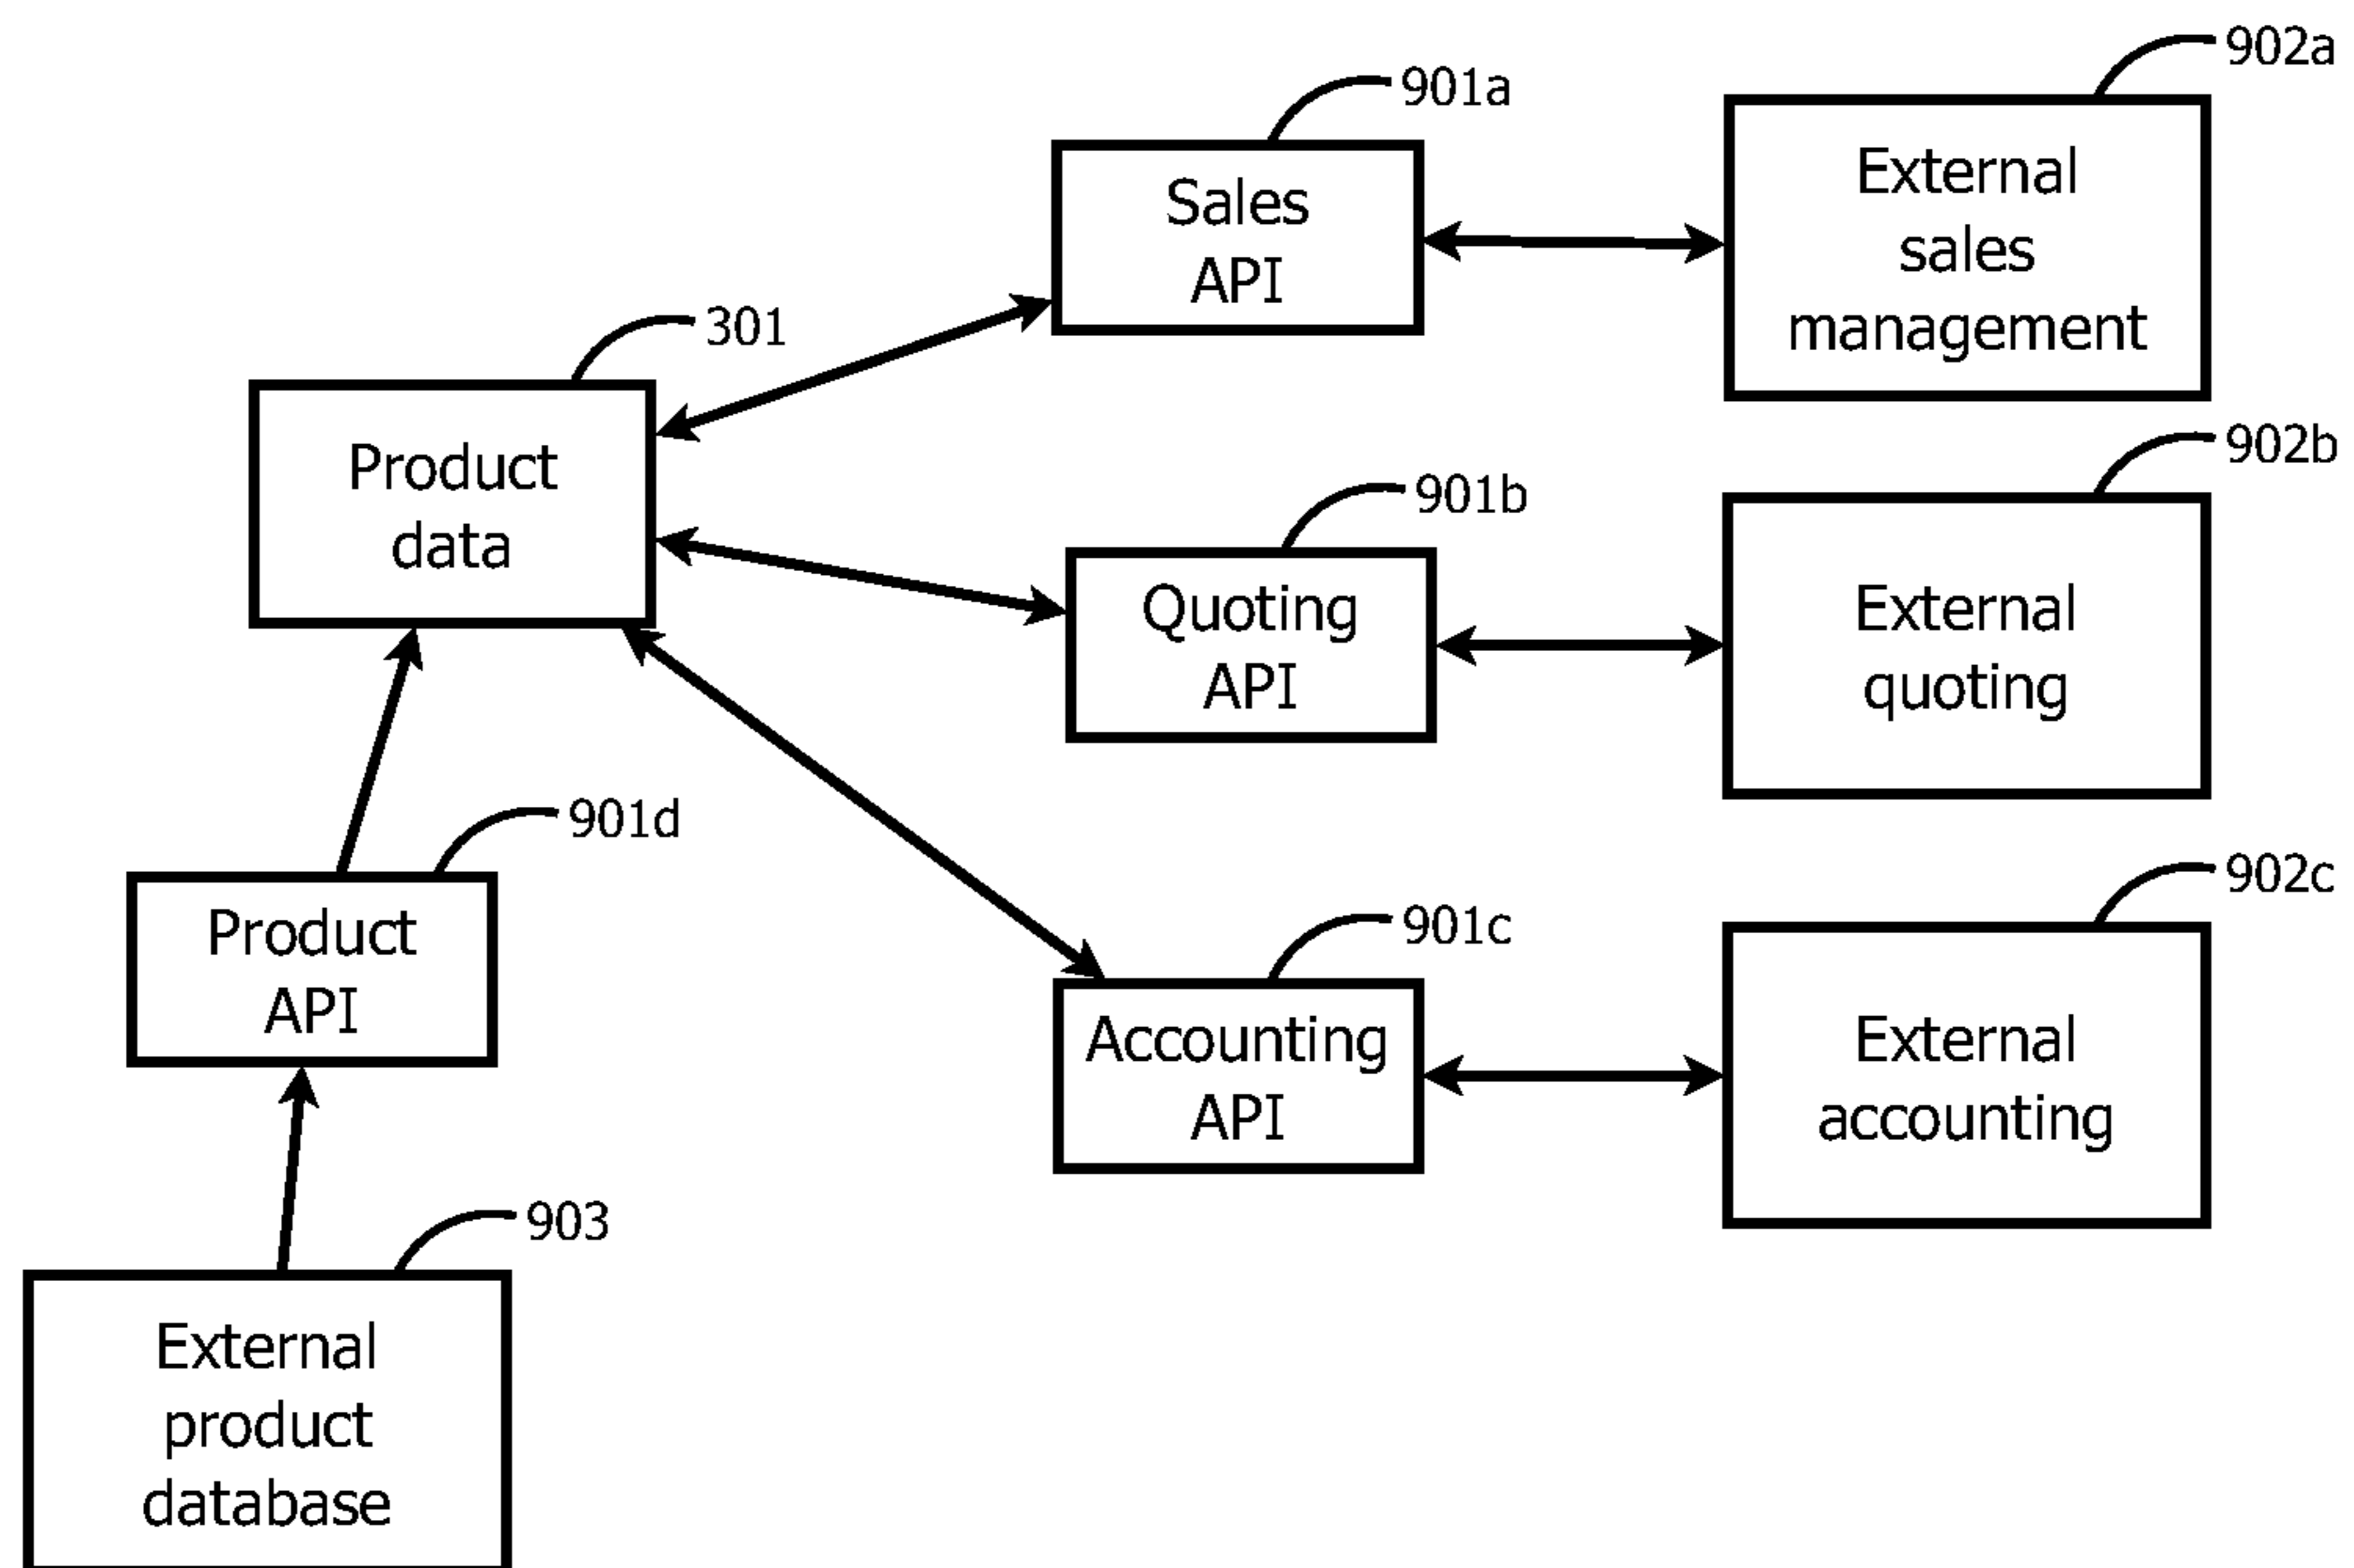 902a
External
sales
management
901a
Sales
API
301
Product
data
902b
External
quoting
901b
Quoting
API
901d
Product
API
902c
External
accounting
901c
Accounting
API
903
External
product
database